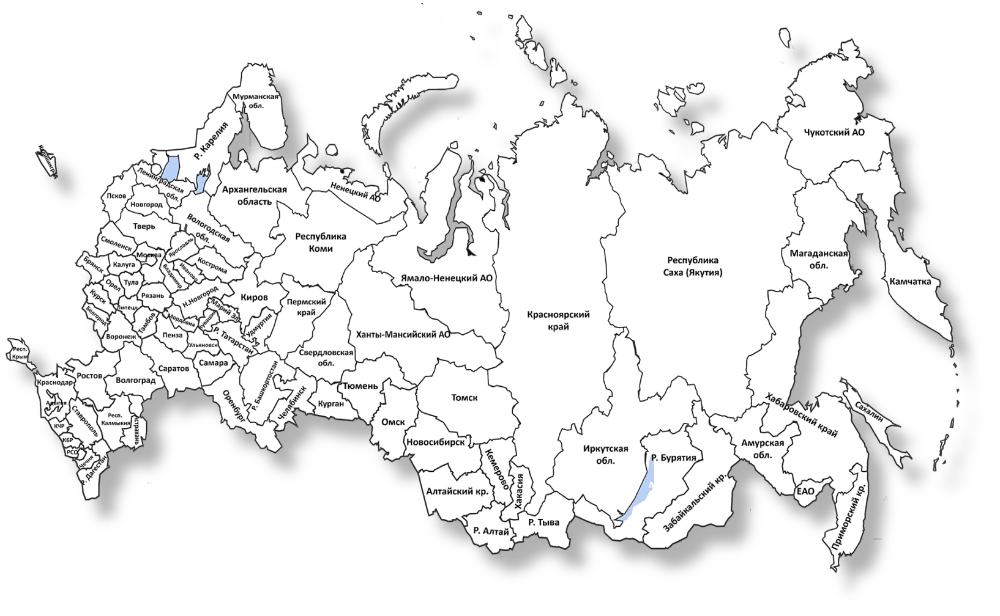 Мурманская
обл.
Р. Карелия
Калининград
Ленинградская
обл.
Псков
Новгород
Архангельская
область
Ненецкий АО
Чукотский АО
Тверь
Вологодская
обл.
Республика
Коми
Смоленск
Москва
Ярославль
Кострома
Брянск
Калуга
Владимир
Иваново
Орел
Тула
Рязань
Н.Новгород
Киров
Пермский
край
Ямало-Ненецкий АО
Республика
Саха (Якутия)
Магаданская
обл.
Камчатка
Курск
Липецк
Белгород
Воронеж
Тамбов
Мордовия
Чувашия
Марий ЭЛ
Удмуртия
Р. Татарстан
Пенза
Ульяновск
Ханты-Мансийский АО
Красноярский
край
Респ.
Крым
Краснодар
Ростов
Волгоград
Саратов
Самара
Свердловская
обл.
Р. Башкортостан
Оренбург
Челябинск
Курган
Тюмень
Томск
Омск
Новосибирск
Адыгея
Ставрополь
Респ.
Калмыкия
Астрахань
КЧР
КБР
РСО
Чечня
Р. Дагестан
Алтайский кр.
Кемерово
Хакасия
Р. Алтай
Р. Тыва
Иркутская
обл.
Р. Бурятия
Забайкальский кр.
Амурская
обл.
Хабаровский край
Сахалин
ЕАО
Приморский кр.